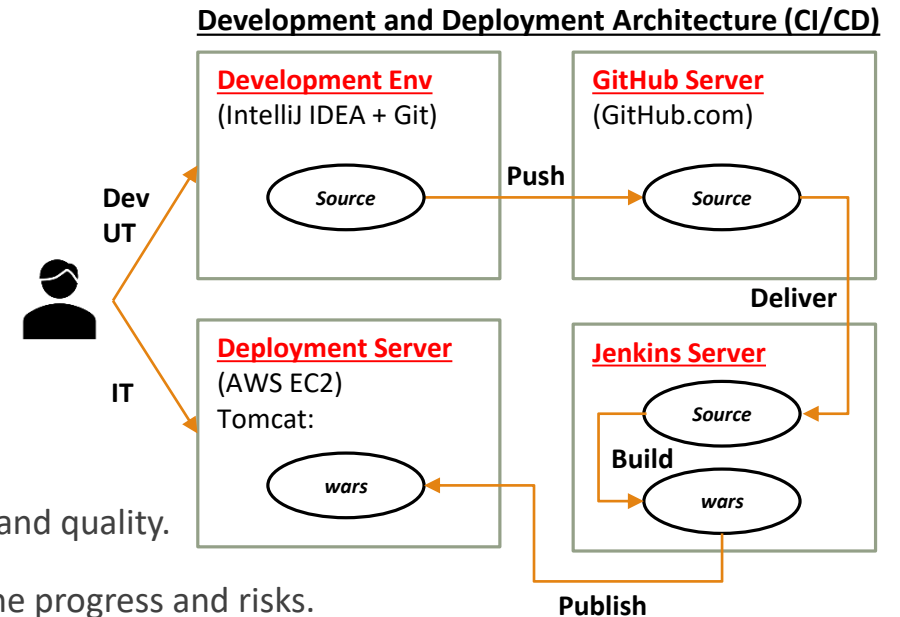 Development and Deployment Architecture (CI/CD)
Development Env
(IntelliJ IDEA + Git)
Source
GitHub Server
(GitHub.com)
Source
Push
Dev
UT
Deliver
IT
Deployment Server
(AWS EC2)
Tomcat:
wars
Jenkins Server
Source
Build
wars
Publish
and quality.
ne progress and risks.